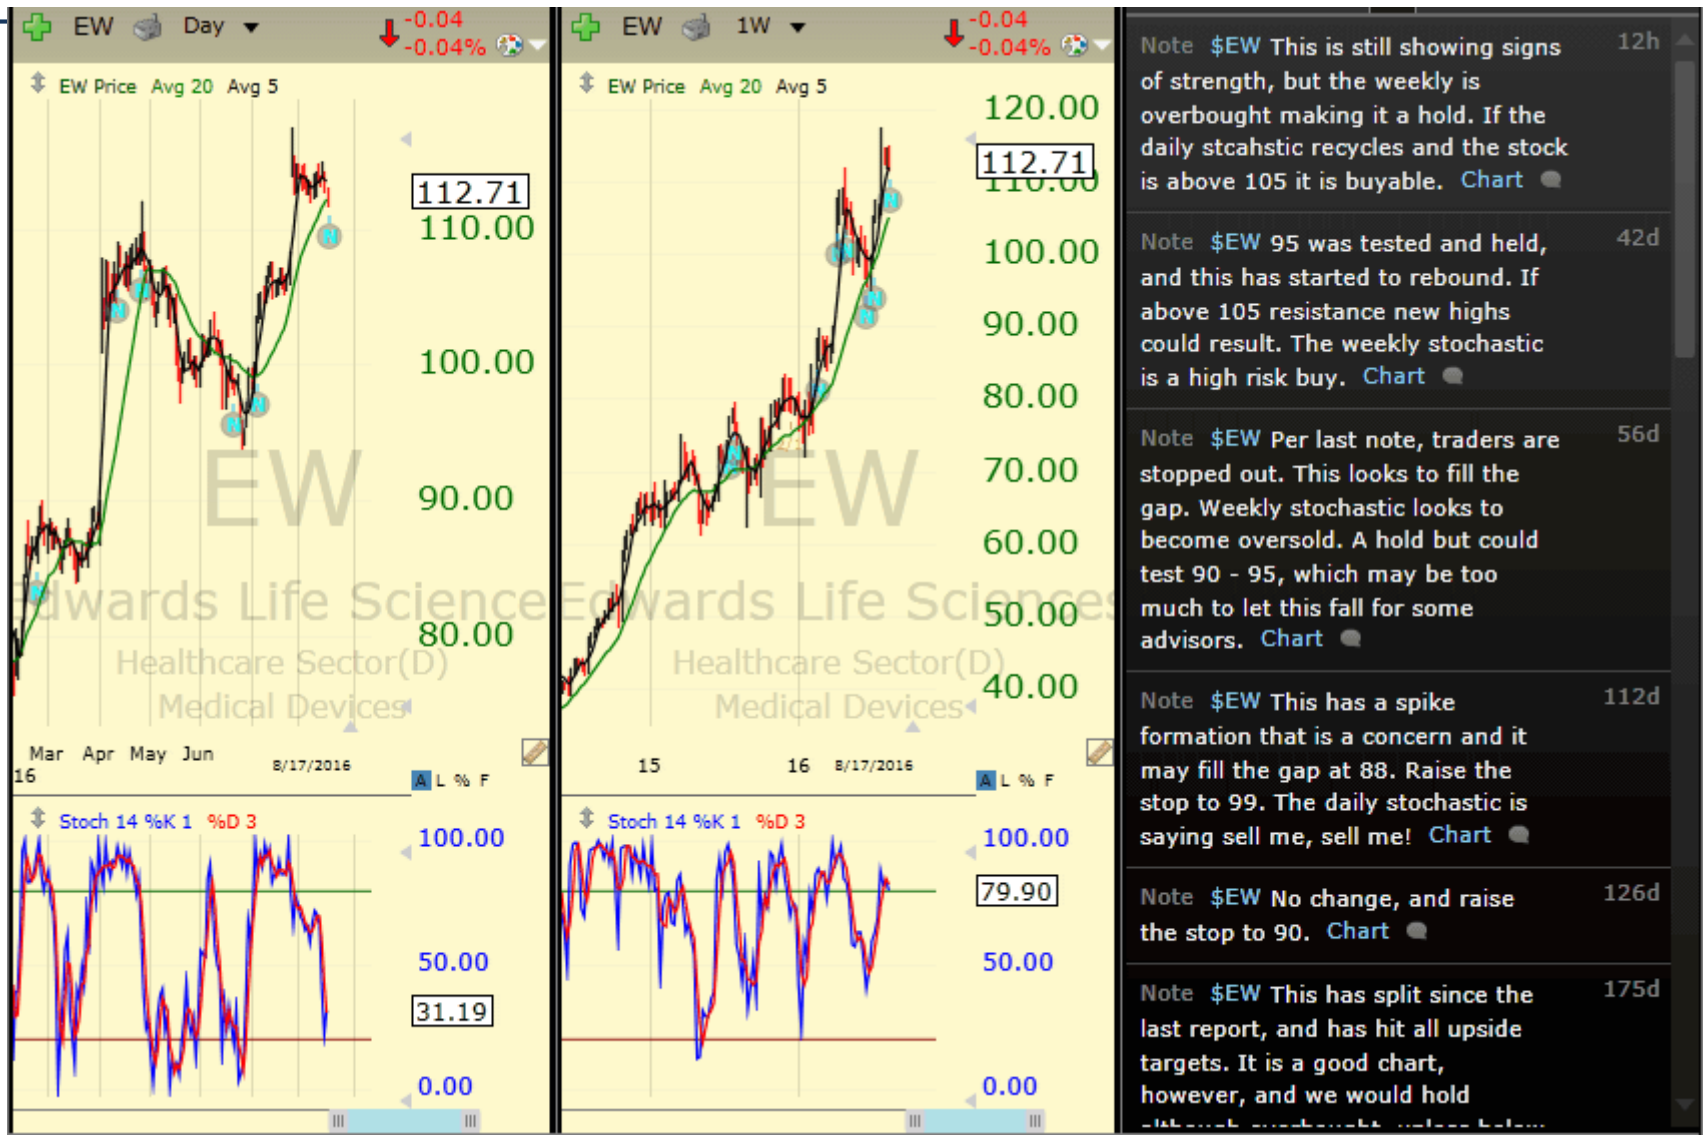 EW Day
-0.04
-0.04%
EW Price Avg 20 Avg 5
112.71
110.00
100.00
90.00
80.00
EW
Edwards Life Science
Healthcare Sector(D)
Medical Devices
Mar Apr May Jun
16
8/17/2016
A L % F
Stoch 14 %K 1 %D 3
100.00
50.00
31.19
0.00
EW 1W
-0.04
-0.04%
EW Price Avg 20 Avg 5
120.00
112.71
110.00
100.00
90.00
80.00
70.00
60.00
50.00
40.00
EW
Edwards Life Sciences
Healthcare Sector(D)
Medical Devices
15 16 8/17/2016
A L % F
Stoch 14 %K 1 %D 3
100.00
79.90
50.00
0.00
Note $EW This is still showing signs 12h
of strength, but the weekly is
overbought making it a hold. If the
daily stcahstic recycles and the stock
is above 105 it is buyable. Chart
Note $EW 95 was tested and held, 42d
and this has started to rebound. If
above 105 resistance new highs
could result. The weekly stochastic
is a high risk buy. Chart
Note $EW Per last note, traders are 56d
stopped out. This looks to fill the
gap. Weekly stochastic looks to
become oversold. A hold but could
test 90 - 95, which may be too
much to let this fall for some
advisors. Chart
Note $EW This has a spike 112d
formation that is a concern and it
may fill the gap at 88. Raise the
stop to 99. The daily stochastic is
saying sell me, sell me! Chart
Note $EW No change, and raise 126d
the stop to 90. Chart
Note $EW This has split since the 175d
last report, and has hit all upside
targets. It is a good chart,
however, and we would hold
although overbought, unless below